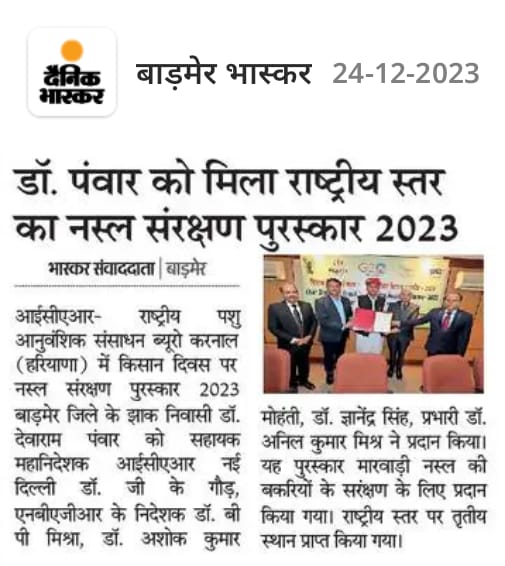 दैनिक
भास्कर
बाड़मेर भास्कर 24-12-2023
डॉ. पंवार को मिला राष्ट्रीय स्तर
का नस्ल संरक्षण पुरस्कार 2023
भास्कर संवाददाता | बाड़मेर
आईसीएआर- राष्ट्रीय पशु
आनुवंशिक संसाधन ब्यूरो करनाल
(हरियाणा) में किसान दिवस पर
नस्ल संरक्षण पुरस्कार 2023
बाड़मेर जिले के झाक निवासी डॉ.
देवाराम पंवार को सहायक
महानिदेशक आईसीएआर नई
दिल्ली डॉ. जी के गौड़,
एनबीएजीआर के निदेशक डॉ. बी
पी मिश्रा, डॉ. अशोक कुमार
मोहंती, डॉ. ज्ञानेंद्र सिंह, प्रभारी डॉ.
अनिल कुमार मिश्र ने प्रदान किया।
यह पुरस्कार मारवाड़ी नस्ल की
बकरियों के सरंक्षण के लिए प्रदान
किया गया। राष्ट्रीय स्तर पर तृतीय
स्थान प्राप्त किया गया।